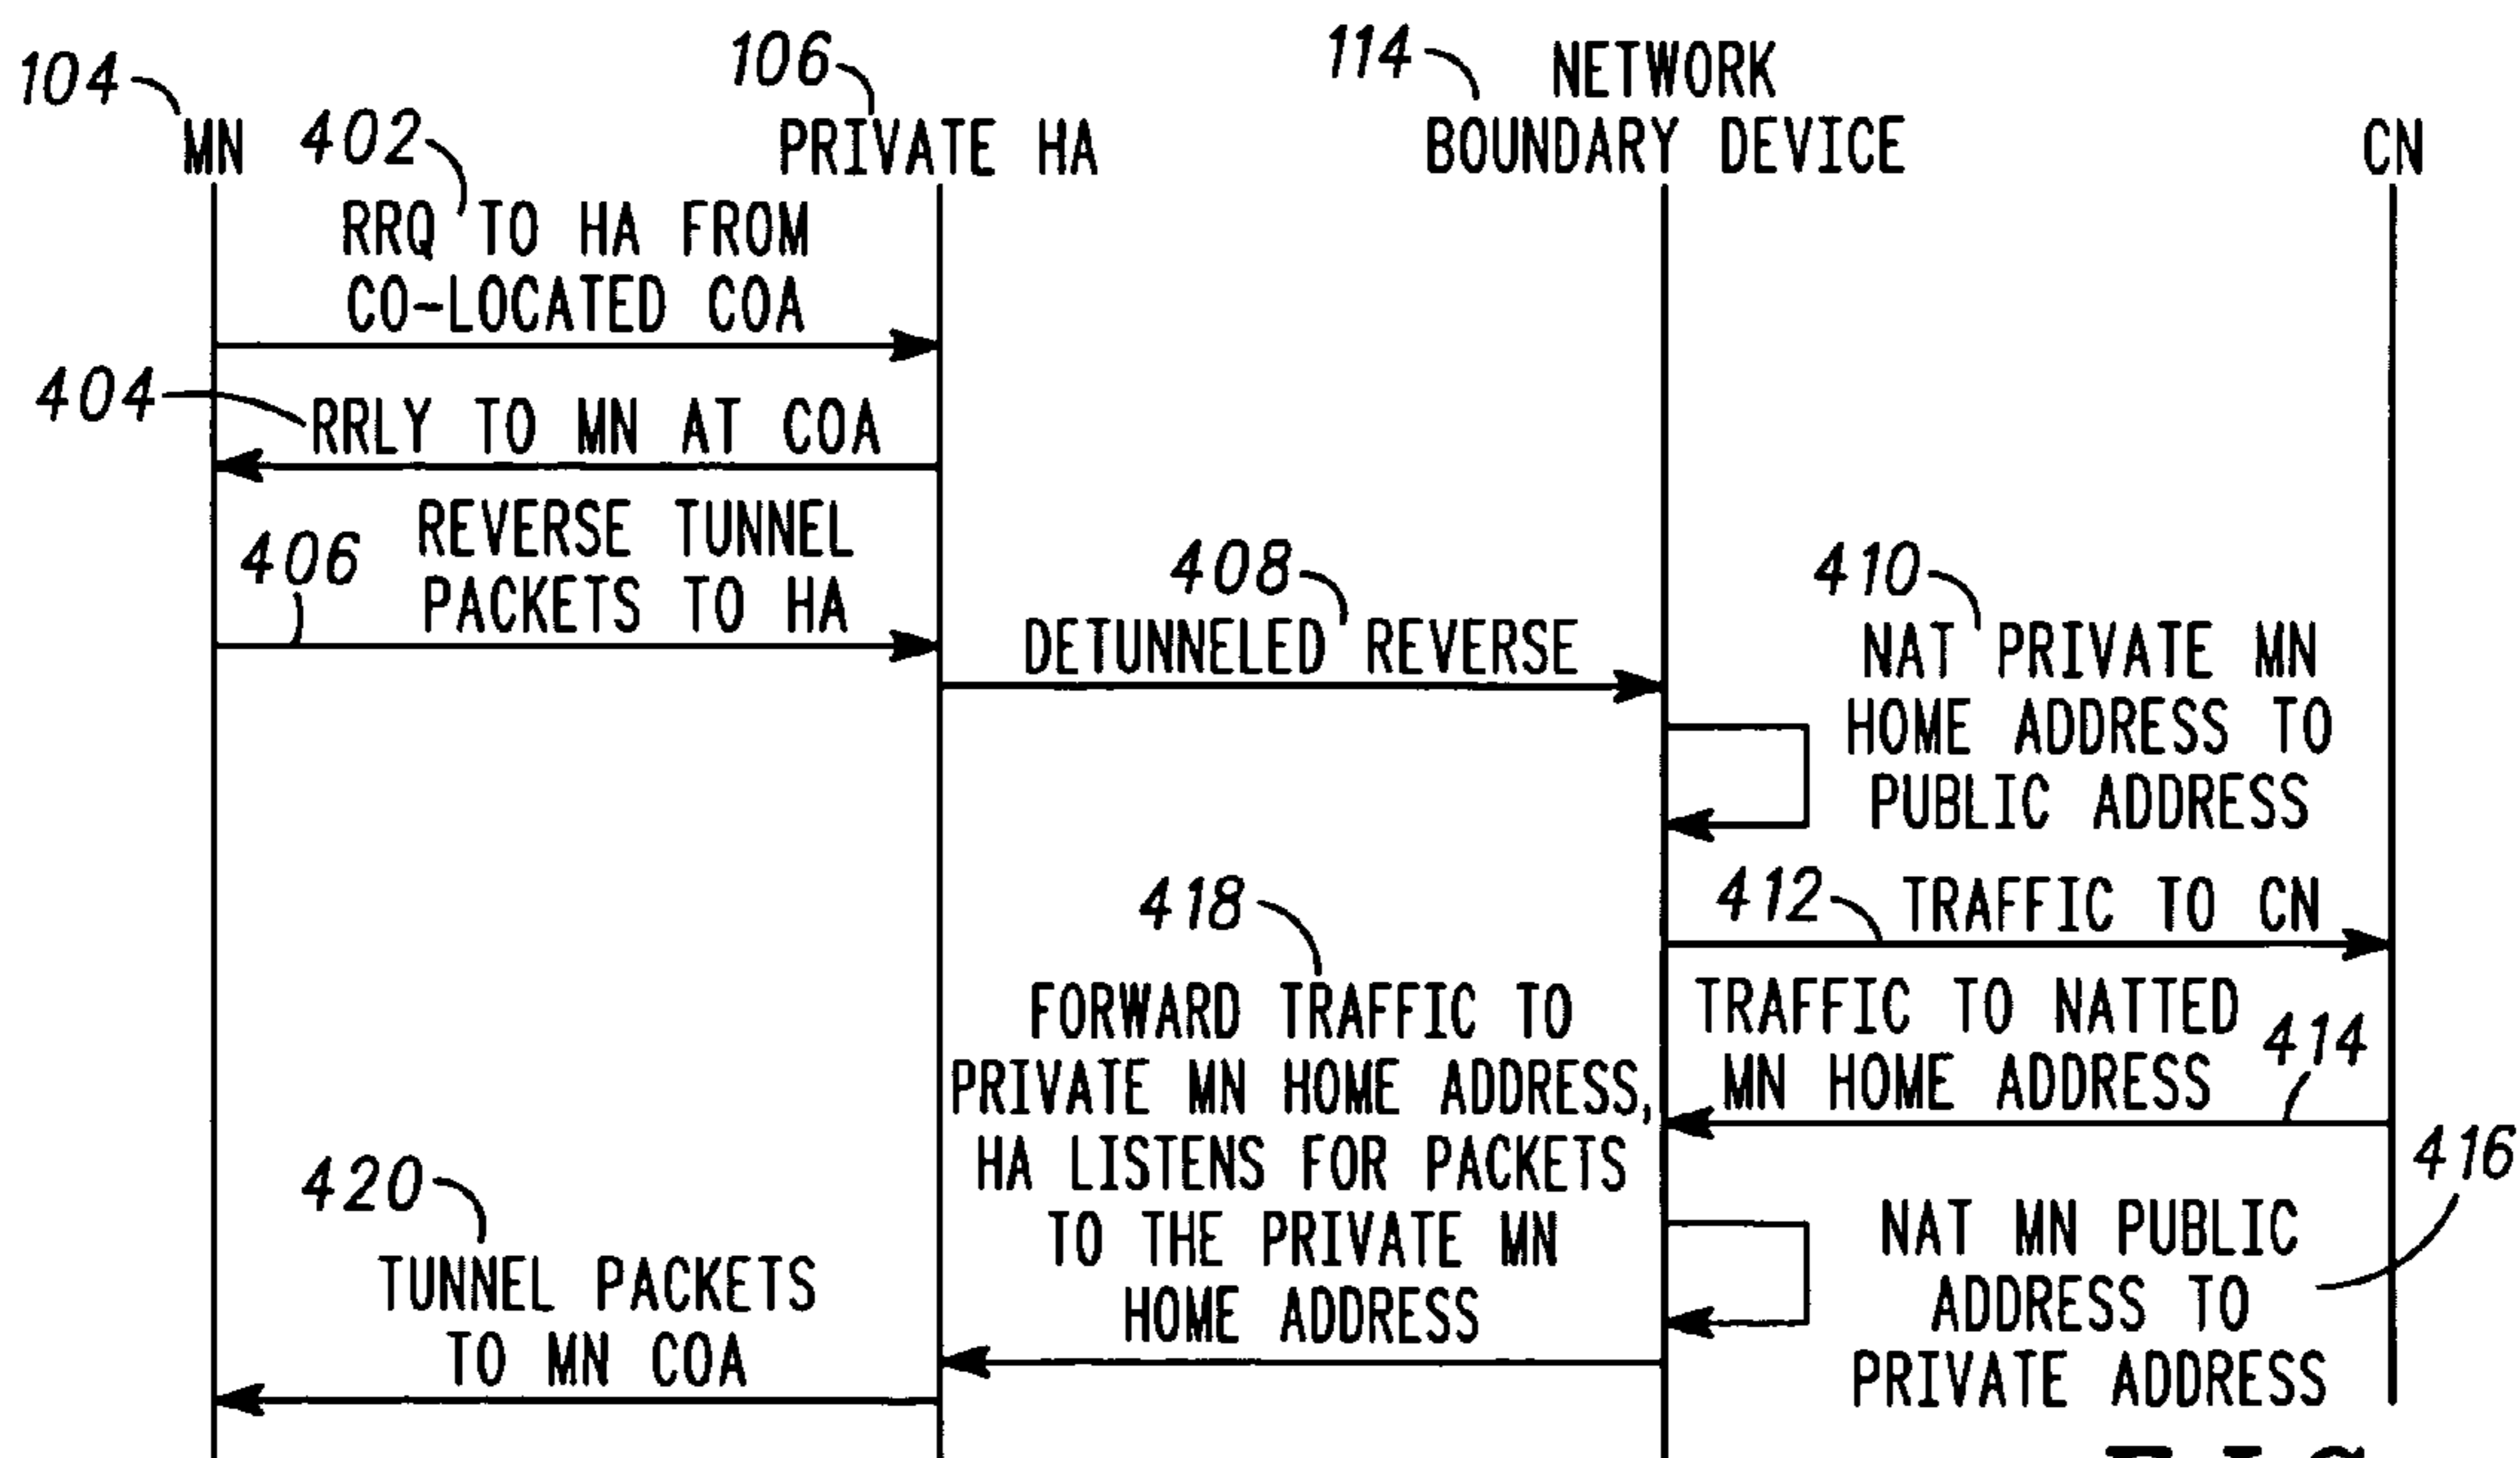 104
MN
106
PRIVATE HA
114
NETWORK
BOUNDARY DEVICE
CN
402
RRQ TO HA FROM
CO-LOCATED COA
404
RRLY TO MN AT COA
REVERSE TUNNEL
PACKETS TO HA
406
408
DETUNNELED REVERSE
410
NAT PRIVATE MN
HOME ADDRESS TO
PUBLIC ADDRESS
412
TRAFFIC TO CN
TRAFFIC TO NATTED
MN HOME ADDRESS
414
416
NAT MN PUBLIC
ADDRESS TO
PRIVATE ADDRESS
418
FORWARD TRAFFIC TO
PRIVATE MN HOME ADDRESS,
HA LISTENS FOR PACKETS
TO THE PRIVATE MN
HOME ADDRESS
420
TUNNEL PACKETS
TO MN COA